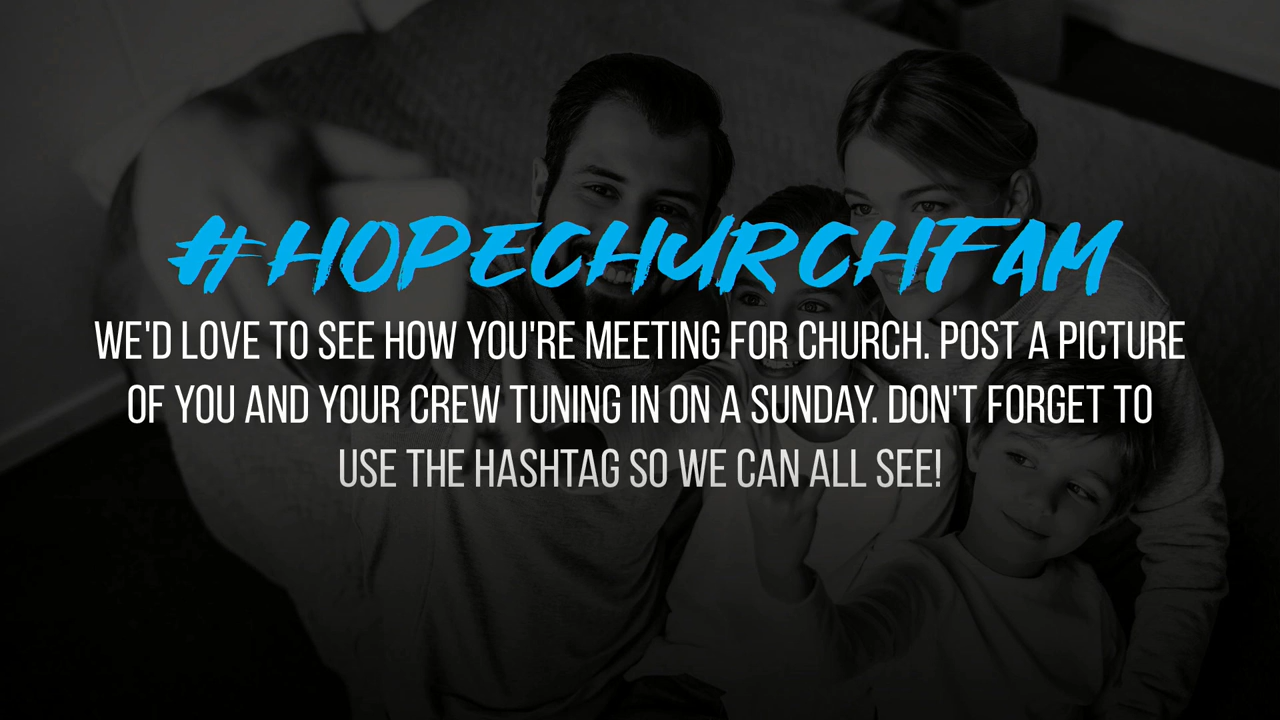 #HOPECHURCHFAM
WE'D LOVE TO SEE HOW YOU'RE MEETING FOR CHURCH. POST A PICTURE
OF YOU AND YOUR CREW TUNING IN ON A SUNDAY. DON'T FORGET TO
USE THE HASHTAG SO WE CAN ALL SEE!